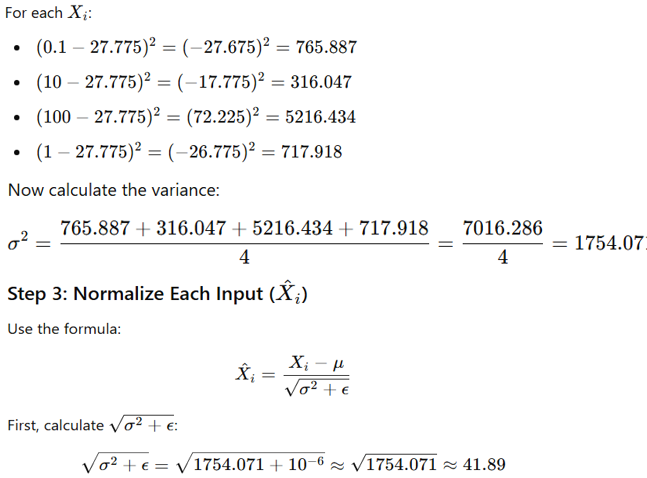 For each Xᵢ:
• (0.1 − 27.775)² = (−27.675)² = 765.887
• (10 − 27.775)² = (−17.775)² = 316.047
• (100 − 27.775)² = (72.225)² = 5216.434
• (1 − 27.775)² = (−26.775)² = 717.918
Now calculate the variance:
σ² = (765.887 + 316.047 + 5216.434 + 717.918) / 4 = 7016.286 / 4 = 1754.07
Step 3: Normalize Each Input (X̂ᵢ)
Use the formula:
X̂ᵢ = (Xᵢ − μ) / √(σ² + ϵ)
First, calculate √(σ² + ϵ):
√(σ² + ϵ) = √(1754.071 + 10⁻⁶) ≈ √1754.071 ≈ 41.89